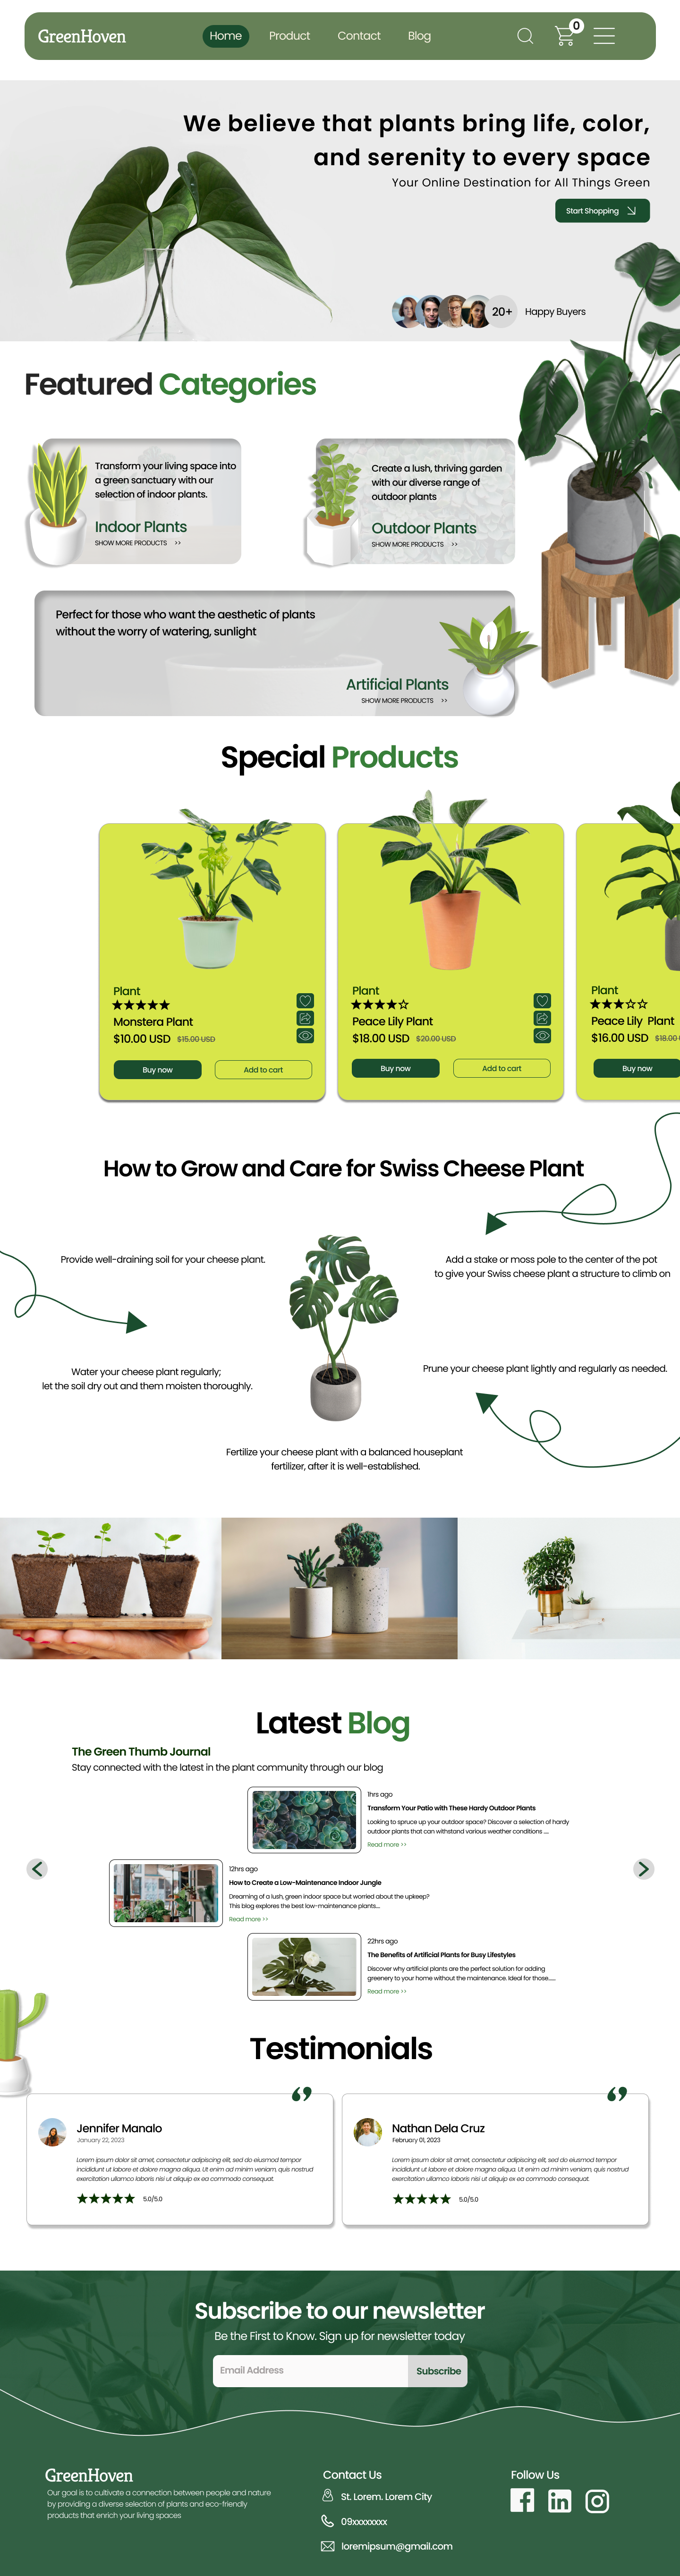 GreenHoven
Home
Product
Contact
Blog
0
We believe that plants bring life, color,
and serenity to every space
Your Online Destination for All Things Green
Start Shopping
20+
Happy Buyers
Featured Categories
Transform your living space into
a green sanctuary with our
selection of indoor plants.
Indoor Plants
SHOW MORE PRODUCTS >>
Create a lush, thriving garden
with our diverse range of
outdoor plants
Outdoor Plants
SHOW MORE PRODUCTS >>
Perfect for those who want the aesthetic of plants
without the worry of watering, sunlight
Artificial Plants
SHOW MORE PRODUCTS >>
Special Products
Plant
Monstera Plant
$10.00 USD $15.00 USD
Buy now
Add to cart
Plant
Peace Lily Plant
$18.00 USD $20.00 USD
Buy now
Add to cart
Plant
Peace Lily Plant
$16.00 USD $18.00
Buy now
How to Grow and Care for Swiss Cheese Plant
Provide well-draining soil for your cheese plant.
Add a stake or moss pole to the center of the pot
to give your Swiss cheese plant a structure to climb on
Water your cheese plant regularly;
let the soil dry out and them moisten thoroughly.
Prune your cheese plant lightly and regularly as needed.
Fertilize your cheese plant with a balanced houseplant
fertilizer, after it is well-established.
Latest Blog
The Green Thumb Journal
Stay connected with the latest in the plant community through our blog
1hrs ago
Transform Your Patio with These Hardy Outdoor Plants
Looking to spruce up your outdoor space? Discover a selection of hardy
outdoor plants that can withstand various weather conditions ....
Read more >>
12hrs ago
How to Create a Low-Maintenance Indoor Jungle
Dreaming of a lush, green indoor space but worried about the upkeep?
This blog explores the best low-maintenance plants...
Read more >>
22hrs ago
The Benefits of Artificial Plants for Busy Lifestyles
Discover why artificial plants are the perfect solution for adding
greenery to your home without the maintenance. Ideal for those......
Read more >>
Testimonials
Jennifer Manalo
January 22, 2023
Lorem ipsum dolor sit amet, consectetur adipiscing elit, sed do eiusmod tempor
incididunt ut labore et dolore magna aliqua. Ut enim ad minim veniam, quis nostrud
exercitation ullamco laboris nisi ut aliquip ex ea commodo consequat.
5.0/5.0
Nathan Dela Cruz
February 01, 2023
Lorem ipsum dolor sit amet, consectetur adipiscing elit, sed do eiusmod tempor
incididunt ut labore et dolore magna aliqua. Ut enim ad minim veniam, quis nostrud
exercitation ullamco laboris nisi ut aliquip ex ea commodo consequat.
5.0/5.0
Subscribe to our newsletter
Be the First to Know. Sign up for newsletter today
Email Address
Subscribe
GreenHoven
Our goal is to cultivate a connection between people and nature
by providing a diverse selection of plants and eco-friendly
products that enrich your living spaces
Contact Us
St. Lorem. Lorem City
09xxxxxxxx
loremipsum@gmail.com
Follow Us